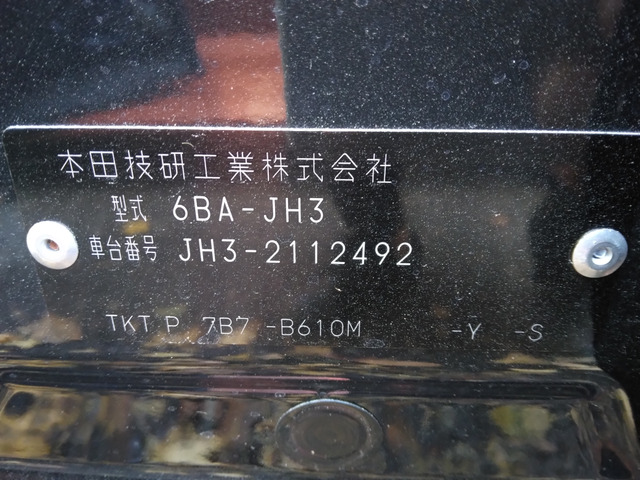 本田技研工業株式会社
型式 6BA-JH3
車台番号 JH3-2112492
TKT P 7B7 -B610M -Y -S